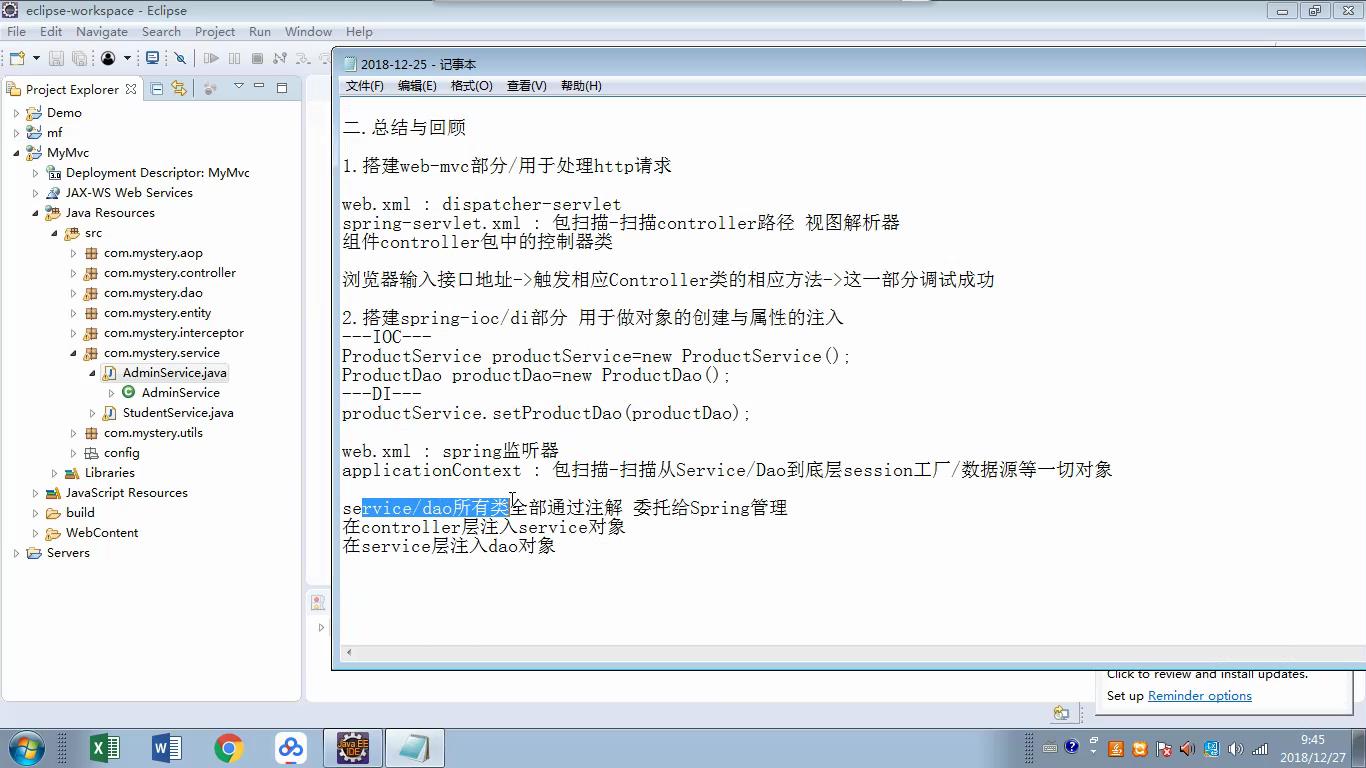 eclipse-workspace - Eclipse
File Edit Navigate Search Project Run Window Help
Project Explorer
Demo
mf
MyMvc
Deployment Descriptor: MyMvc
JAX-WS Web Services
Java Resources
src
com.mystery.aop
com.mystery.controller
com.mystery.dao
com.mystery.entity
com.mystery.interceptor
com.mystery.service
AdminService.java
AdminService
StudentService.java
com.mystery.utils
config
Libraries
JavaScript Resources
build
WebContent
Servers
2018-12-25 - 记事本
文件(F) 编辑(E) 格式(O) 查看(V) 帮助(H)
二.总结与回顾
1.搭建web-mvc部分/用于处理http请求
web.xml : dispatcher-servlet
spring-servlet.xml : 包扫描-扫描controller路径 视图解析器
组件controller包中的控制器类
浏览器输入接口地址->触发相应Controller类的相应方法->这一部分调试成功
2.搭建spring-ioc/di部分 用于做对象的创建与属性的注入
---IOC---
ProductService productService=new ProductService();
ProductDao productDao=new ProductDao();
---DI---
productService.setProductDao(productDao);
web.xml : spring监听器
applicationContext : 包扫描-扫描从Service/Dao到底层session工厂/数据源等一切对象
service/dao所有类全部通过注解 委托给Spring管理
在controller层注入service对象
在service层注入dao对象
Click to review and install updates.
Set up Reminder options
Java EE
IDE
9:45
2018/12/27